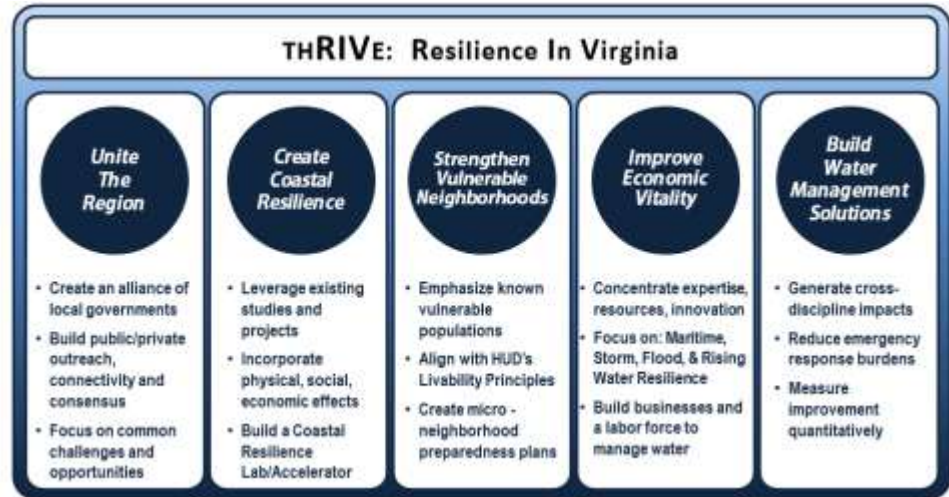 THRIVE: Resilience In Virginia
Unite
The
Region
• Create an alliance of
local governments
• Build public/private
outreach,
connectivity and
consensus
• Focus on common
challenges and
opportunities
Create
Coastal
Resilience
• Leverage existing
studies and
projects
• Incorporate
physical, social,
economic effects
• Build a Coastal
Resilience
Lab/Accelerator
Strengthen
Vulnerable
Neighborhoods
• Emphasize known
vulnerable
populations
• Align with HUD's
Livability Principles
• Create micro -
neighborhood
preparedness plans
Improve
Economic
Vitality
• Concentrate expertise,
resources, innovation
• Focus on: Maritime,
Storm, Flood, & Rising
Water Resilience
• Build businesses and
a labor force to
manage water
Build
Water
Management
Solutions
• Generate cross-
discipline impacts
• Reduce emergency
response burdens
• Measure
improvement
quantitatively